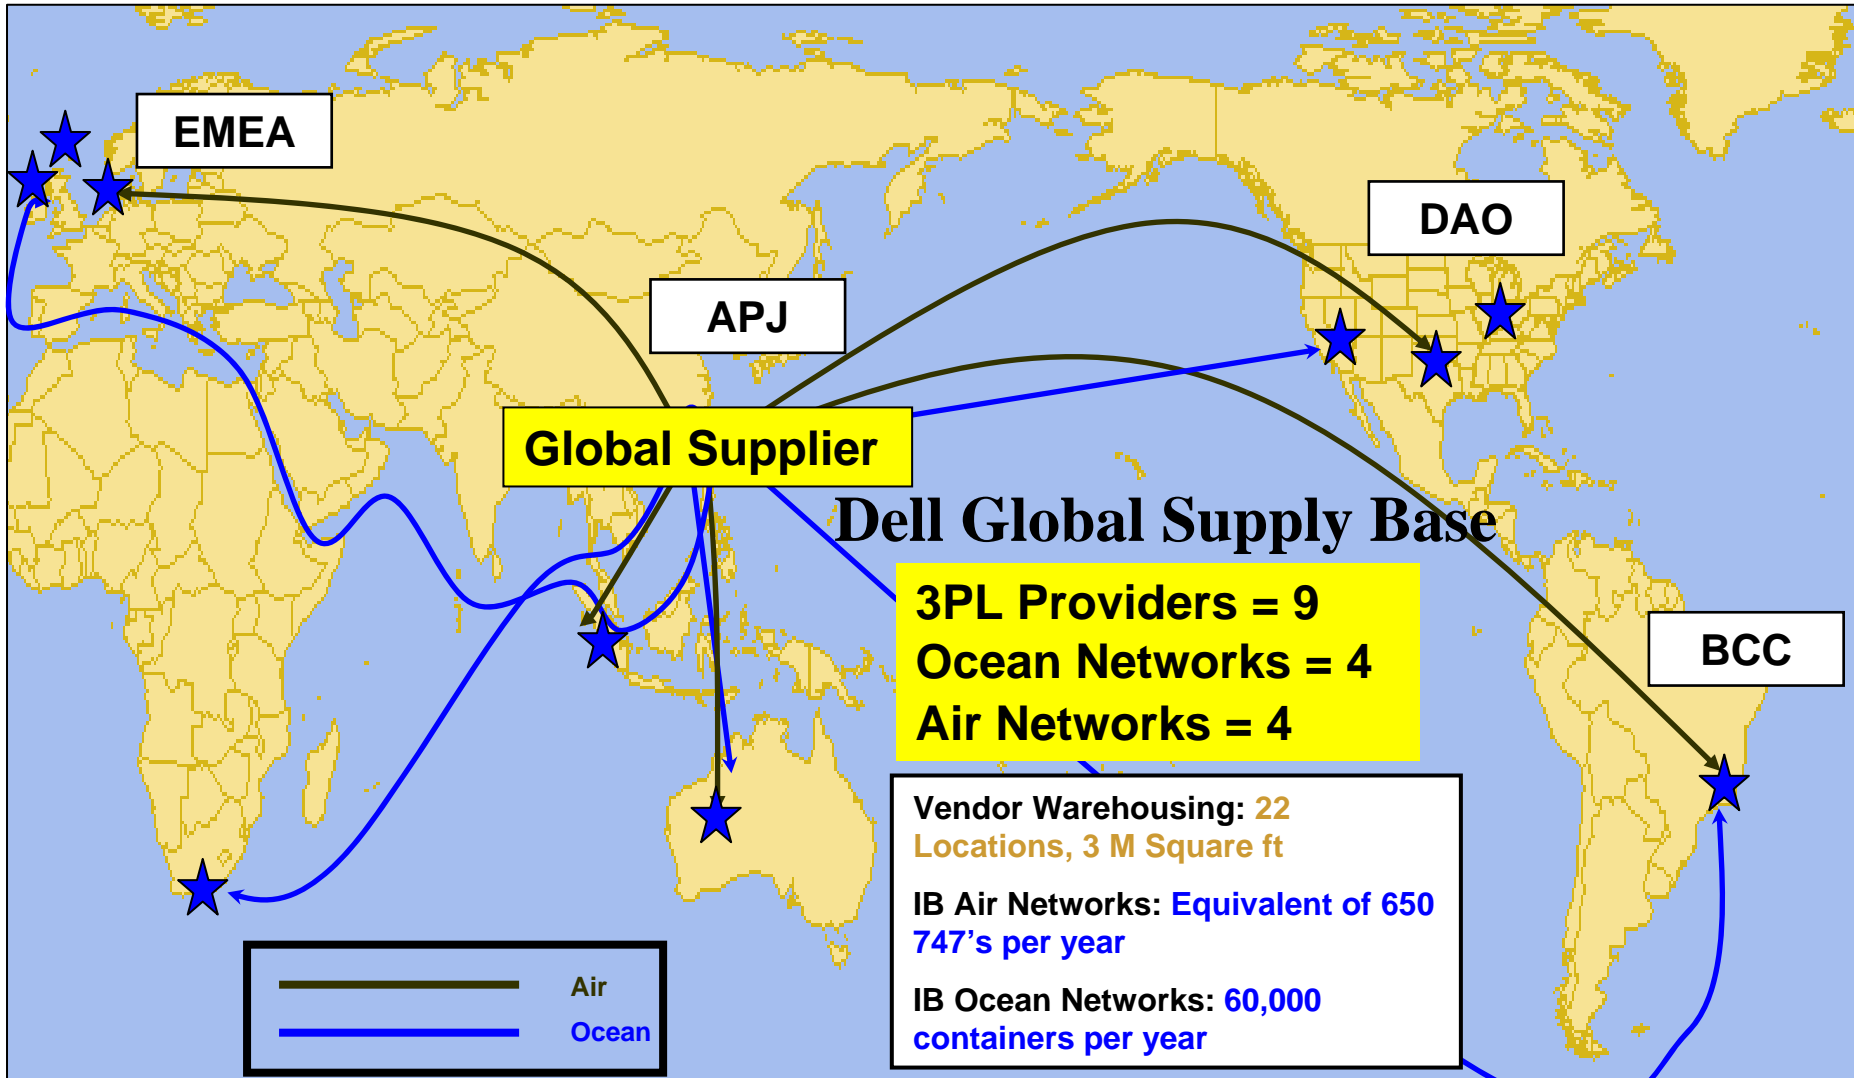 EMEA
DAO
APJ
Global Supplier
Dell Global Supply Base
3PL Providers = 9
Ocean Networks = 4
Air Networks = 4
BCC
Vendor Warehousing: 22
Locations, 3 M Square ft
IB Air Networks: Equivalent of 650
747’s per year
IB Ocean Networks: 60,000
containers per year
Air
Ocean